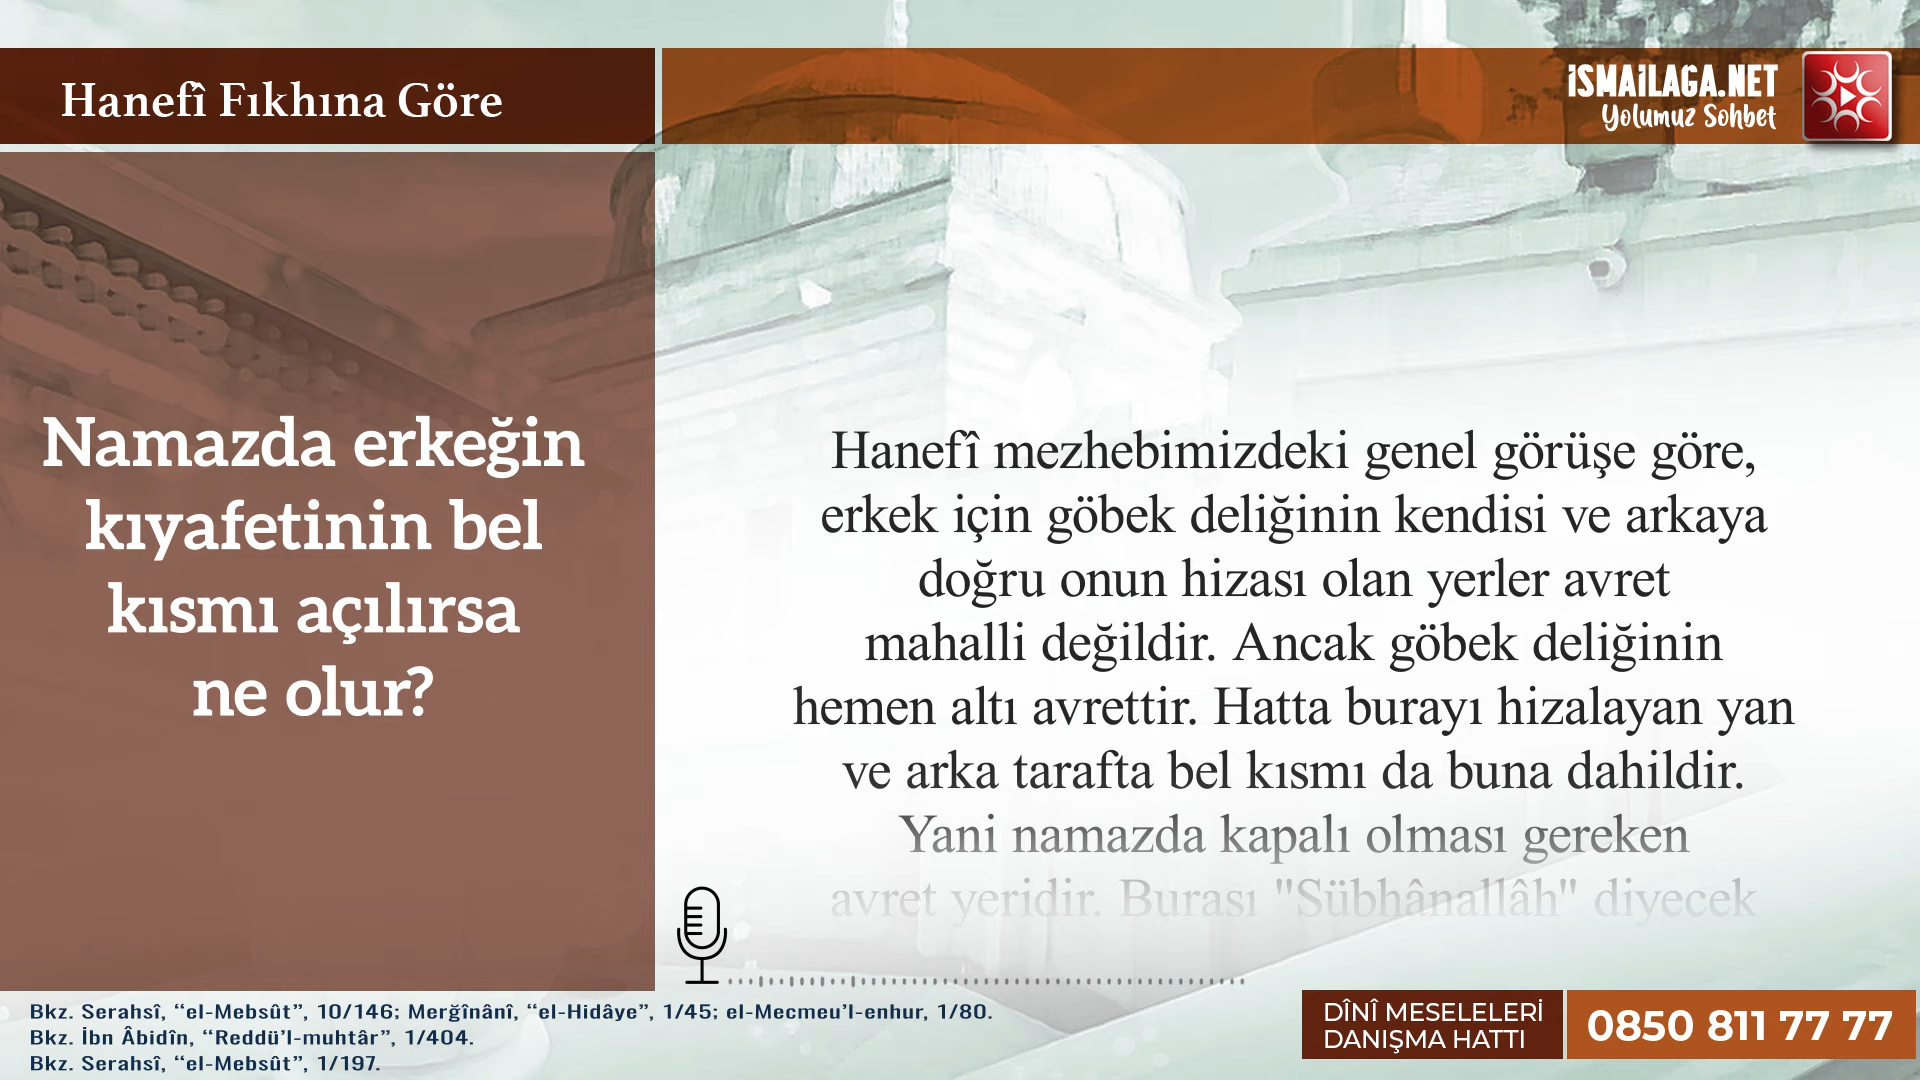 Hanefî Fıkhına Göre
İSMAİLAGA.NET
Yolumuz Sohbet
Namazda erkeğin
kıyafetinin bel
kısmı açılırsa
ne olur?
Hanefî mezhebimizdeki genel görüşe göre,
erkek için göbek deliğinin kendisi ve arkaya
doğru onun hizası olan yerler avret
mahalli değildir. Ancak göbek deliğinin
hemen altı avrettir. Hatta burayı hizalayan yan
ve arka tarafta bel kısmı da buna dahildir.
Yani namazda kapalı olması gereken
avret yeridir. Burası "Sübhânallâh" diyecek
Bkz. Serahsî, “el-Mebsût”, 10/146; Merğînânî, “el-Hidâye”, 1/45; el-Mecmeu’l-enhur, 1/80.
Bkz. İbn Âbidîn, “Reddü’l-muhtâr”, 1/404.
Bkz. Serahsî, “el-Mebsût”, 1/197.
DÎNÎ MESELELERİ
DANIŞMA HATTI
0850 811 77 77